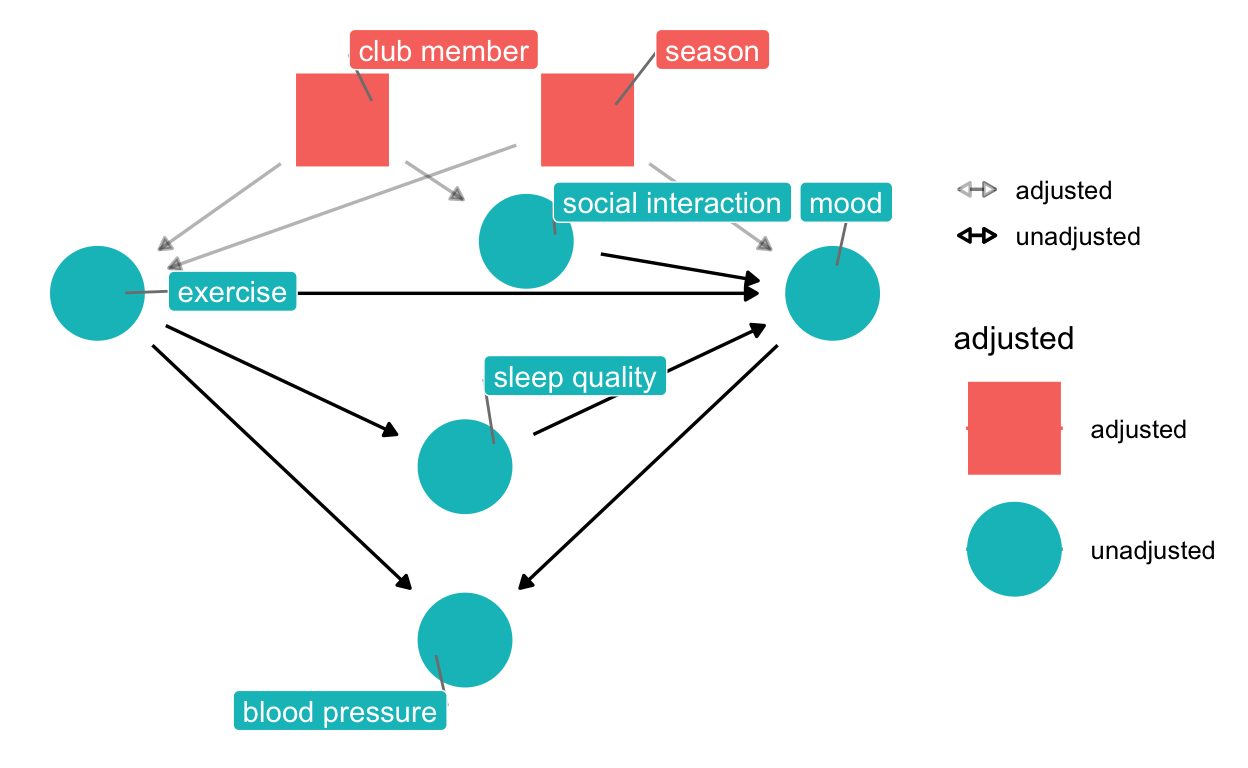 club member
season
social interaction
mood
exercise
sleep quality
blood pressure
adjusted
unadjusted
adjusted
adjusted
unadjusted